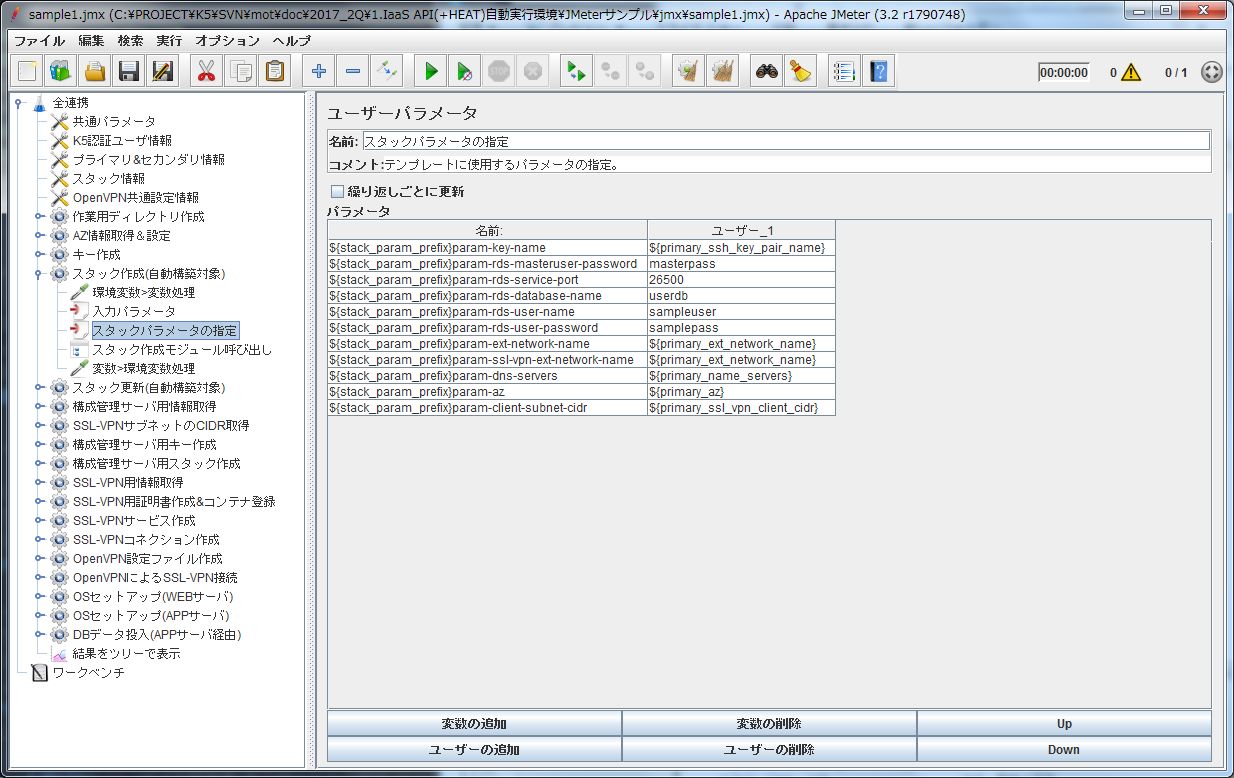 sample1.jmx (C:¥PROJECT¥K5¥SVN¥mot¥doc¥2017_2Q¥1.IaaS API(+HEAT)自動実行環境¥JMeterサンプル¥jmx¥sample1.jmx) - Apache JMeter (3.2 r1790748)
ファイル 編集 検索 実行 オプション ヘルプ
STOP 00:00:00 0 0 / 1
全連携
共通パラメータ
K5認証ユーザ情報
プライマリ&セカンダリ情報
スタック情報
OpenVPN共通設定情報
作業用ディレクトリ作成
AZ情報取得＆設定
キー作成
スタック作成(自動構築対象)
環境変数>変数処理
入力パラメータ
スタックパラメータの指定
スタック作成モジュール呼び出し
変数>環境変数処理
スタック更新(自動構築対象)
構成管理サーバ用情報取得
SSL-VPNサブネットのCIDR取得
構成管理サーバ用キー作成
構成管理サーバ用スタック作成
SSL-VPN用情報取得
SSL-VPN用証明書作成&コンテナ登録
SSL-VPNサービス作成
SSL-VPNコネクション作成
OpenVPN設定ファイル作成
OpenVPNによるSSL-VPN接続
OSセットアップ(WEBサーバ)
OSセットアップ(APPサーバ)
DBデータ投入(APPサーバ経由)
結果をツリーで表示
ワークベンチ
ユーザーパラメータ
名前: スタックパラメータの指定
コメント:テンプレートに使用するパラメータの指定。
繰り返しごとに更新
パラメータ
名前: ユーザー_1
${stack_param_prefix}param-key-name ${primary_ssh_key_pair_name}
${stack_param_prefix}param-rds-masteruser-password masterpass
${stack_param_prefix}param-rds-service-port 26500
${stack_param_prefix}param-rds-database-name userdb
${stack_param_prefix}param-rds-user-name sampleuser
${stack_param_prefix}param-rds-user-password samplepass
${stack_param_prefix}param-ext-network-name ${primary_ext_network_name}
${stack_param_prefix}param-ssl-vpn-ext-network-name ${primary_ext_network_name}
${stack_param_prefix}param-dns-servers ${primary_name_servers}
${stack_param_prefix}param-az ${primary_az}
${stack_param_prefix}param-client-subnet-cidr ${primary_ssl_vpn_client_cidr}
変数の追加 変数の削除 Up
ユーザーの追加 ユーザーの削除 Down